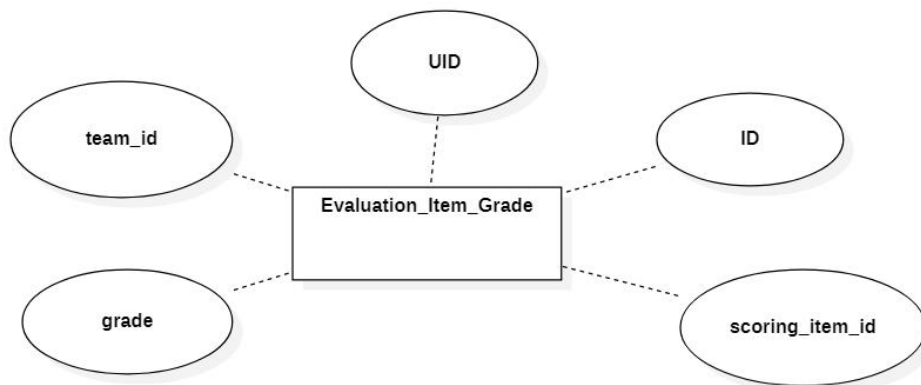 UID
team_id
ID
Evaluation_Item_Grade
grade
scoring_item_id